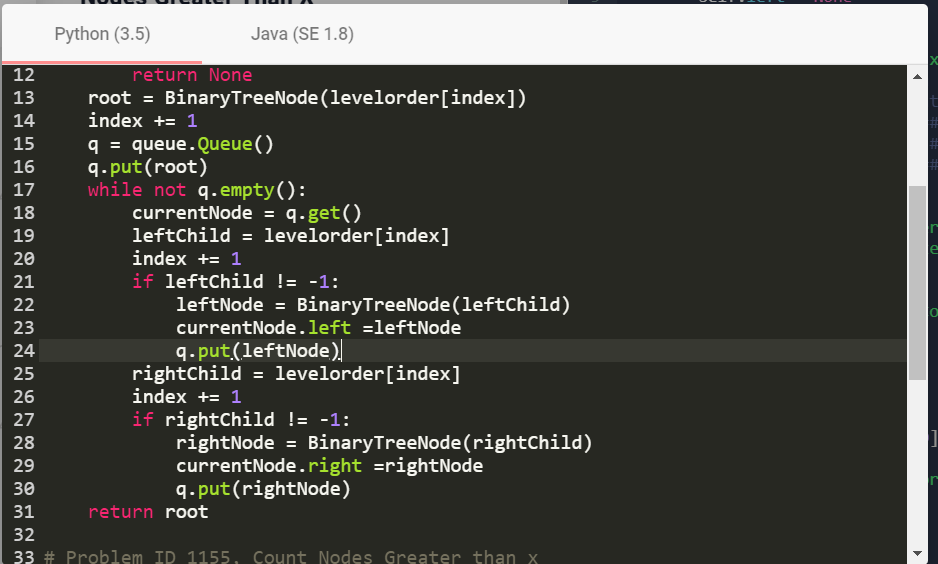 Nodes Greater Than X
Python (3.5) Java (SE 1.8)
12 return None
13 root = BinaryTreeNode(levelorder[index])
14 index += 1
15 q = queue.Queue()
16 q.put(root)
17 while not q.empty():
18 currentNode = q.get()
19 leftChild = levelorder[index]
20 index += 1
21 if leftChild != -1:
22 leftNode = BinaryTreeNode(leftChild)
23 currentNode.left =leftNode
24 q.put(leftNode)
25 rightChild = levelorder[index]
26 index += 1
27 if rightChild != -1:
28 rightNode = BinaryTreeNode(rightChild)
29 currentNode.right =rightNode
30 q.put(rightNode)
31 return root
32
33 # Problem ID 1155, Count Nodes Greater than x